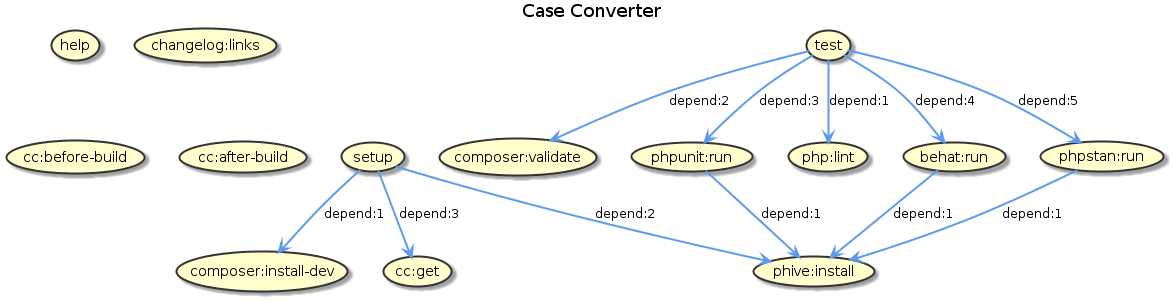 Case Converter
help
changelog:links
test
depend:2
depend:3
depend:1
depend:4
depend:5
cc:before-build
cc:after-build
setup
composer:validate
phpunit:run
php:lint
behat:run
phpstan:run
depend:1
depend:3
depend:2
depend:1
depend:1
depend:1
composer:install-dev
cc:get
phive:install